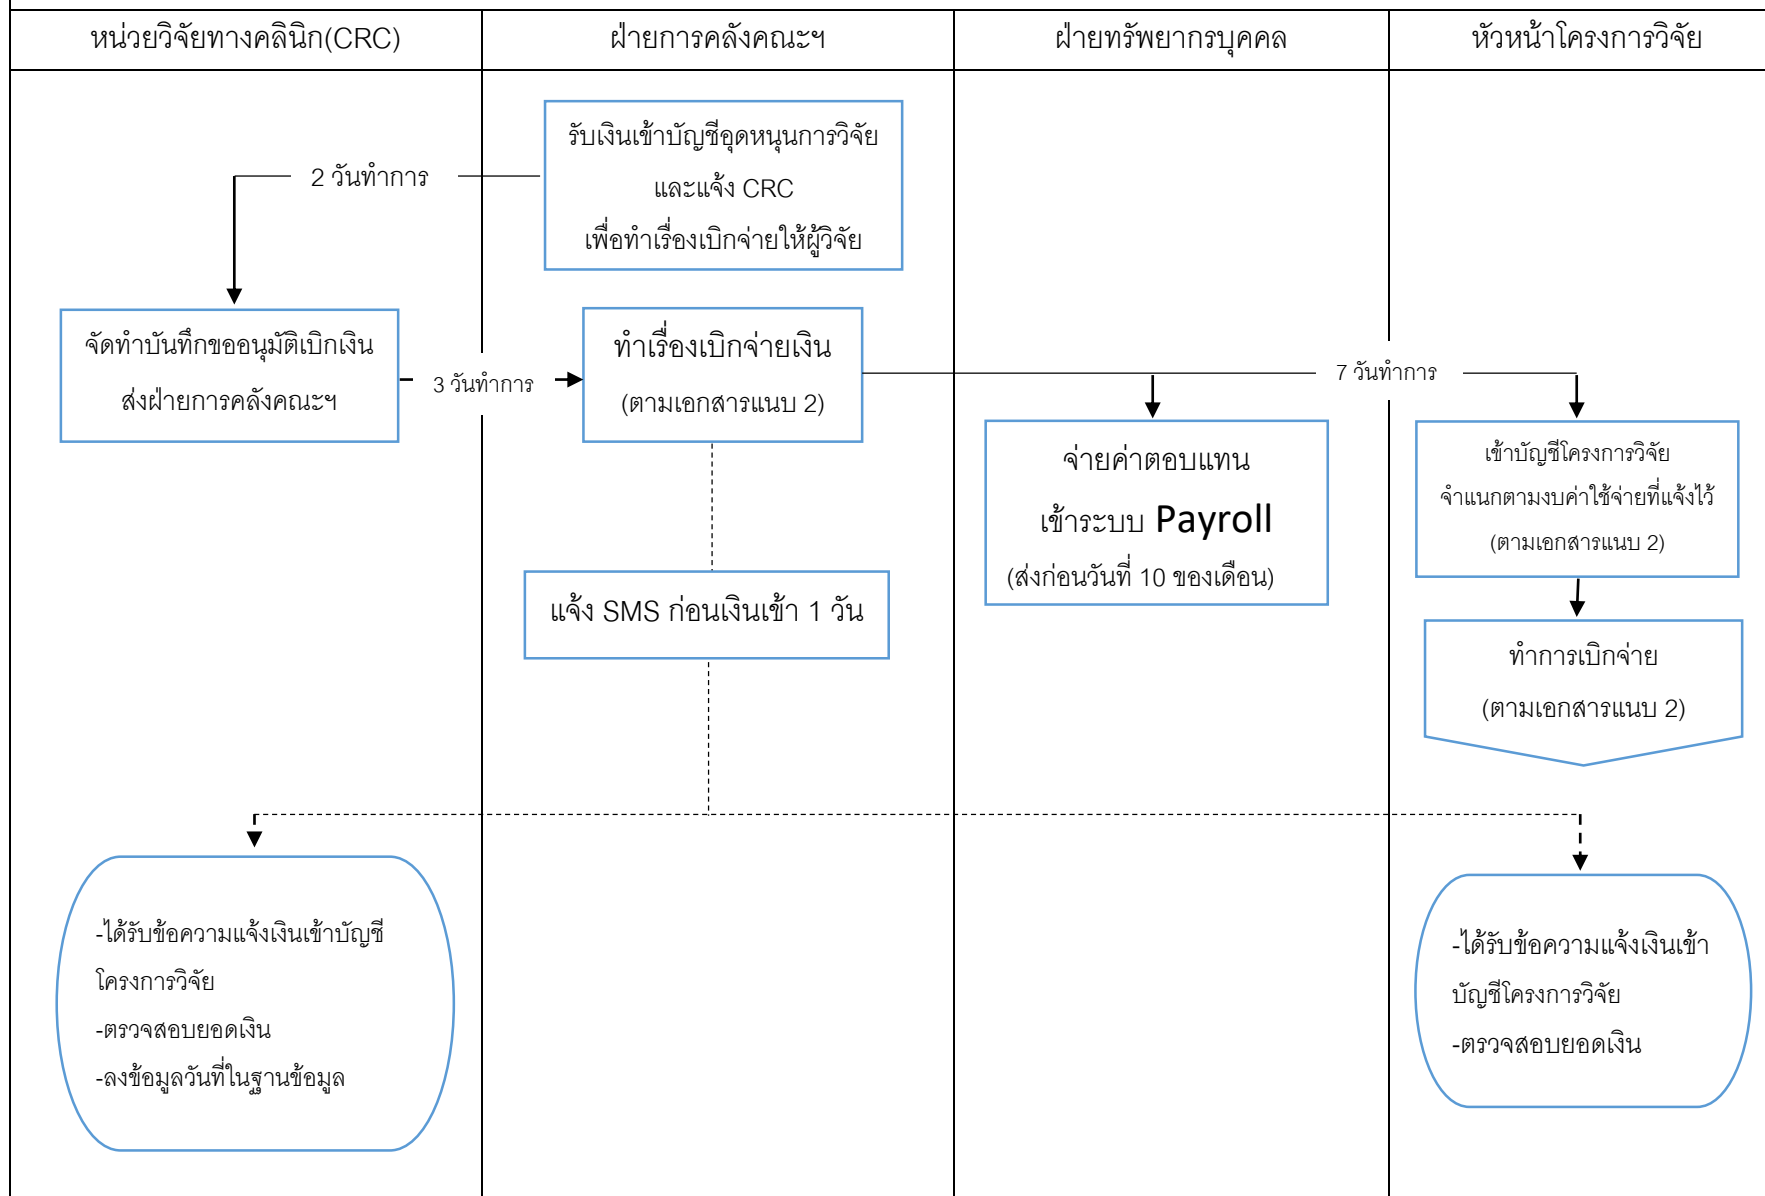 หน่วยวิจัยทางคลินิก(CRC)
ฝ่ายการคลังคณะฯ
ฝ่ายทรัพยากรบุคคล
หัวหน้าโครงการวิจัย
รับเงินเข้าบัญชีอุดหนุนการวิจัย
และแจ้ง CRC
เพื่อทำเรื่องเบิกจ่ายให้ผู้วิจัย
2 วันทำการ
จัดทำบันทึกขออนุมัติเบิกเงิน
ส่งฝ่ายการคลังคณะฯ
3 วันทำการ
ทำเรื่องเบิกจ่ายเงิน
(ตามเอกสารแนบ 2)
7 วันทำการ
จ่ายค่าตอบแทน
เข้าระบบ Payroll
(ส่งก่อนวันที่ 10 ของเดือน)
เข้าบัญชีโครงการวิจัย
จำแนกตามงบค่าใช้จ่ายที่แจ้งไว้
(ตามเอกสารแนบ 2)
แจ้ง SMS ก่อนเงินเข้า 1 วัน
ทำการเบิกจ่าย
(ตามเอกสารแนบ 2)
-ได้รับข้อความแจ้งเงินเข้าบัญชี
โครงการวิจัย
-ตรวจสอบยอดเงิน
-ลงข้อมูลวันที่ในฐานข้อมูล
-ได้รับข้อความแจ้งเงินเข้า
บัญชีโครงการวิจัย
-ตรวจสอบยอดเงิน